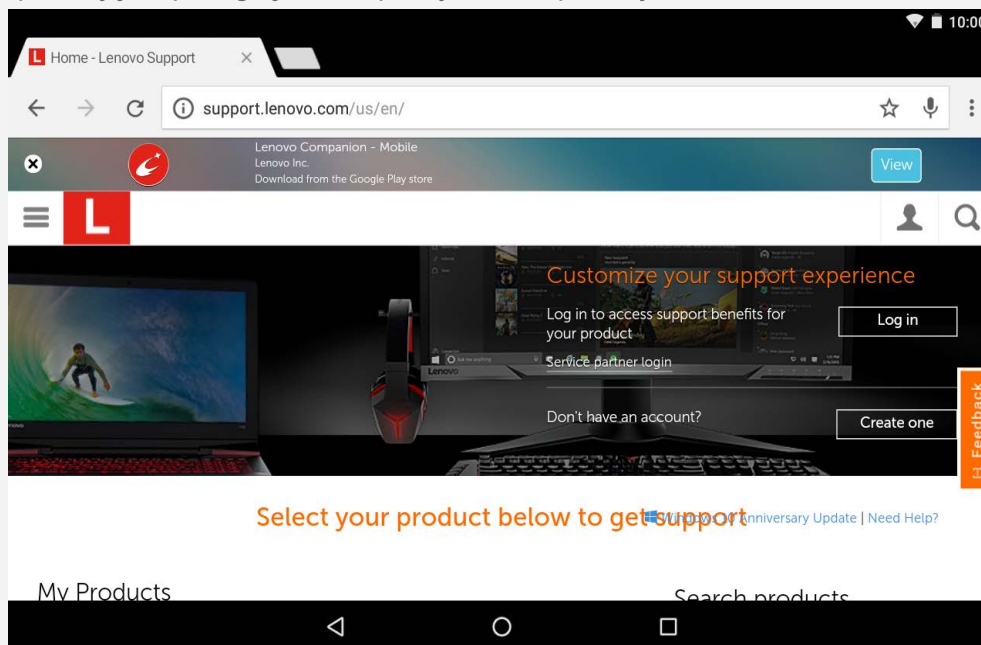 10:00
L Home - Lenovo Support
support.lenovo.com/us/en/
Lenovo Companion - Mobile
Lenovo Inc.
Download from the Google Play store
View
L
Customize your support experience
Log in to access support benefits for
your product
Log in
Service partner login
Lenovo
Don't have an account?
Create one
Feedback
Select your product below to get support
Windows 10 Anniversary Update | Need Help?
My Products
Search products